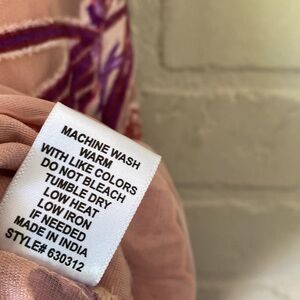 MACHINE WASH
WARM
WITH LIKE COLORS
DO NOT BLEACH
TUMBLE DRY
LOW HEAT
LOW IRON
IF NEEDED
MADE IN INDIA
STYLE# 630312